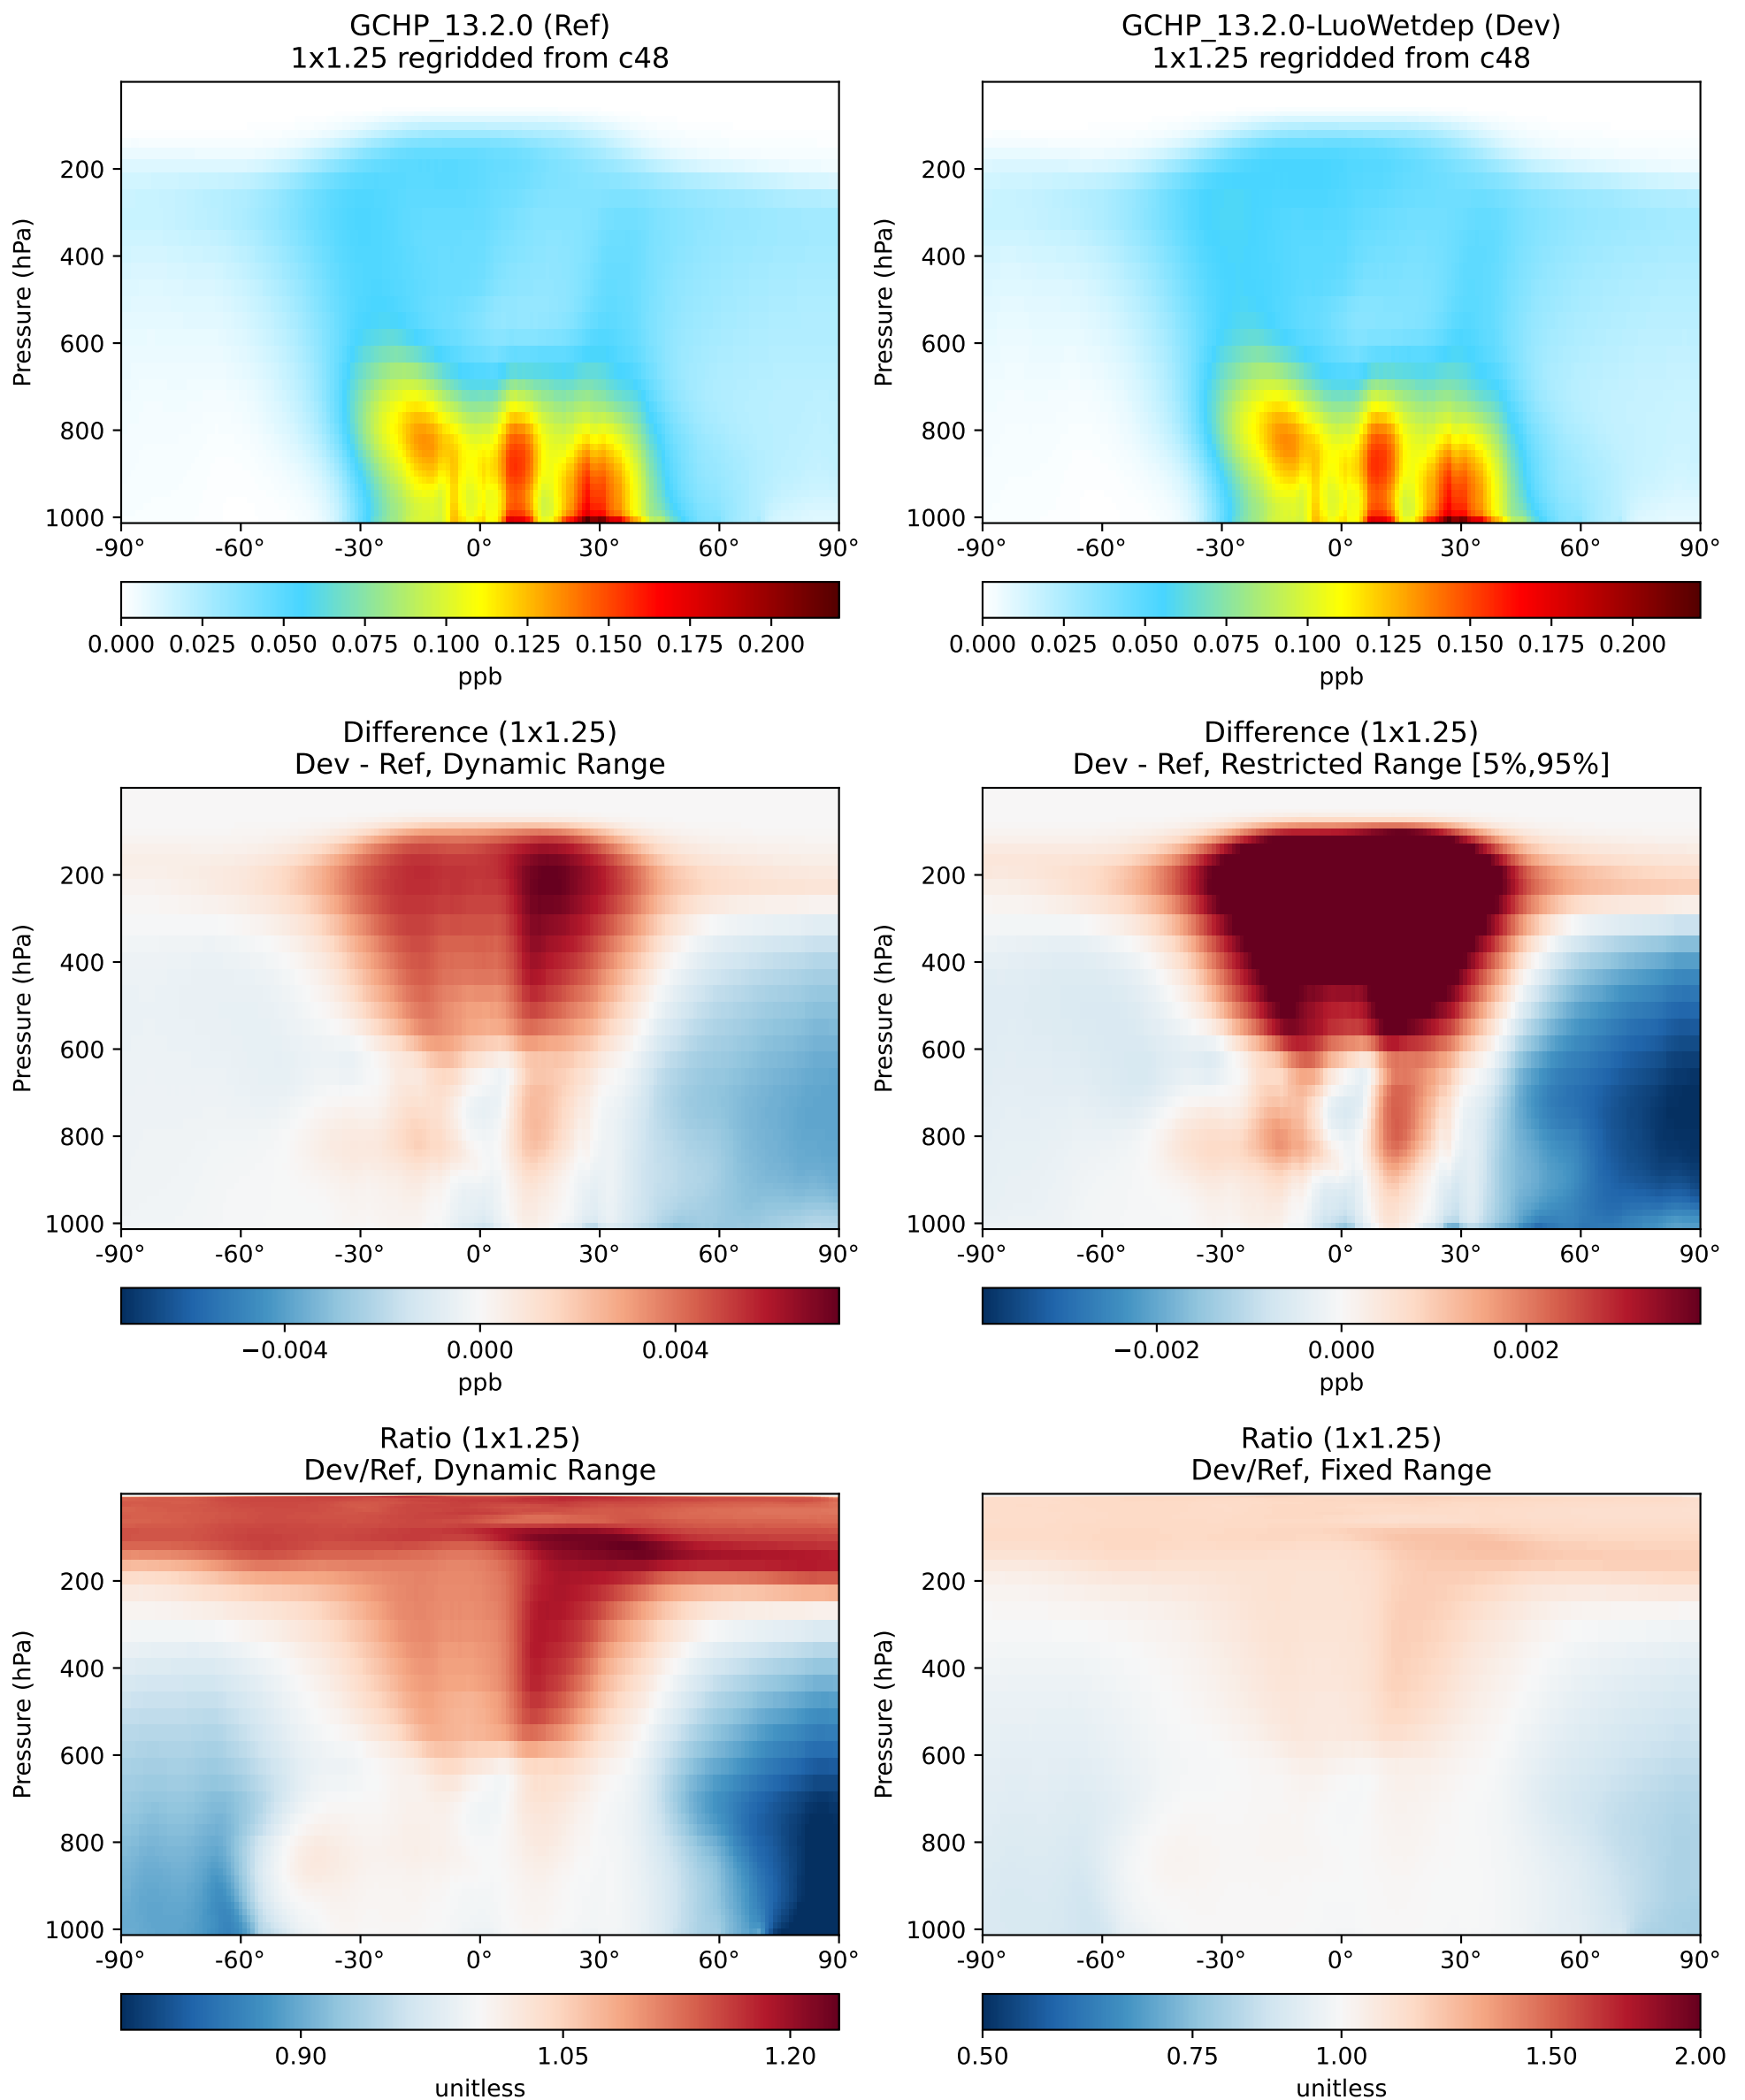 GCHP_13.2.0 (Ref)
1x1.25 regridded from c48
GCHP_13.2.0-LuoWetdep (Dev)
1x1.25 regridded from c48
Pressure (hPa)
200
400
600
800
1000
-90° -60° -30° 0° 30° 60° 90°
0.000 0.025 0.050 0.075 0.100 0.125 0.150 0.175 0.200
ppb
Pressure (hPa)
200
400
600
800
1000
-90° -60° -30° 0° 30° 60° 90°
0.000 0.025 0.050 0.075 0.100 0.125 0.150 0.175 0.200
ppb
Difference (1x1.25)
Dev - Ref, Dynamic Range
Pressure (hPa)
200
400
600
800
1000
-90° -60° -30° 0° 30° 60° 90°
−0.004 0.000 0.004
ppb
Difference (1x1.25)
Dev - Ref, Restricted Range [5%,95%]
Pressure (hPa)
200
400
600
800
1000
-90° -60° -30° 0° 30° 60° 90°
−0.002 0.000 0.002
ppb
Ratio (1x1.25)
Dev/Ref, Dynamic Range
Pressure (hPa)
200
400
600
800
1000
-90° -60° -30° 0° 30° 60° 90°
0.90 1.05 1.20
unitless
Ratio (1x1.25)
Dev/Ref, Fixed Range
Pressure (hPa)
200
400
600
800
1000
-90° -60° -30° 0° 30° 60° 90°
0.50 0.75 1.00 1.50 2.00
unitless